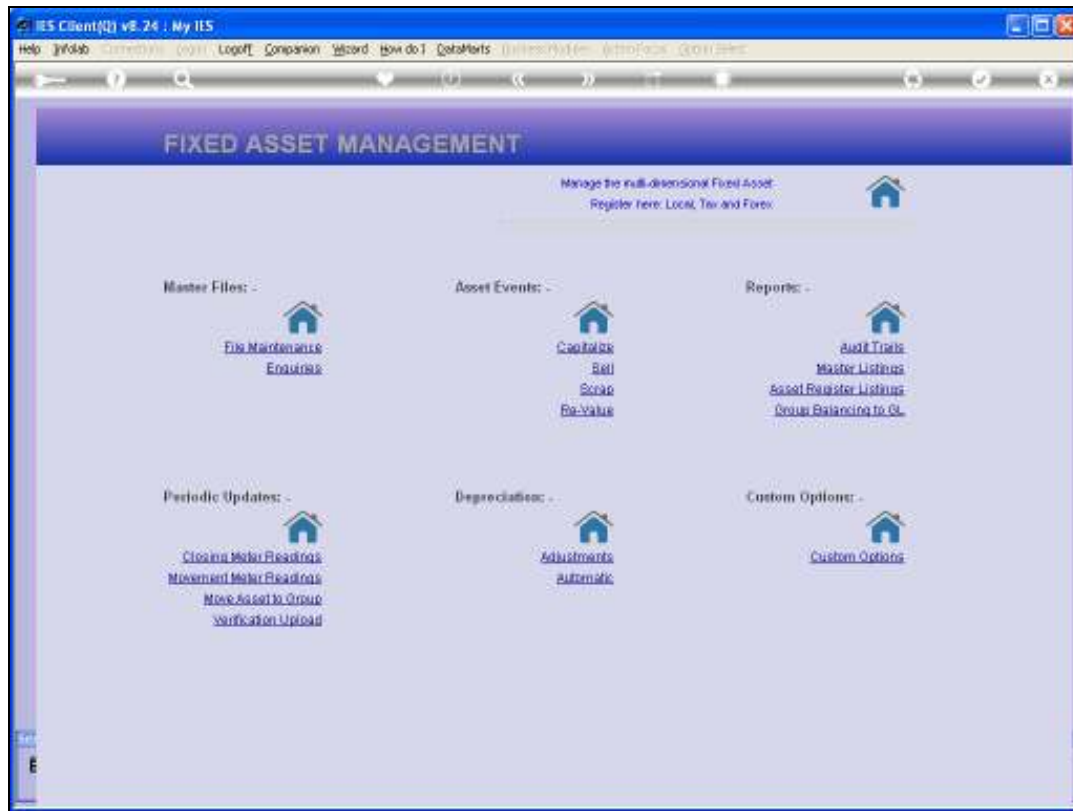 IES Client(Q) v8.24 : My IES
Help Infolab Connections Login Logoff Companion Wizard How do I DataMarts
FIXED ASSET MANAGEMENT
Manage the multi-dimensional Fixed Asset
Register here: Local, Tax and Forex
Master Files: -
File Maintenance
Enquiries
Asset Events: -
Capitalize
Sell
Scrap
Re-Value
Reports: -
Audit Trails
Master Listings
Asset Register Listings
Group Balancing to GL
Periodic Updates: -
Closing Meter Readings
Movement Meter Readings
Move Asset to Group
Verification Upload
Depreciation: -
Adjustments
Automatic
Custom Options: -
Custom Options